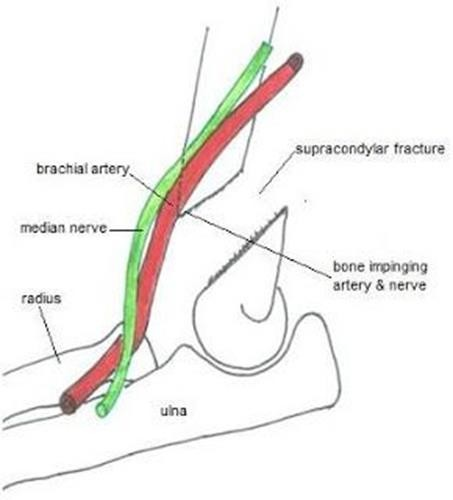 supracondylar fracture
brachial artery
median nerve
bone impinging
artery & nerve
radius
ulna